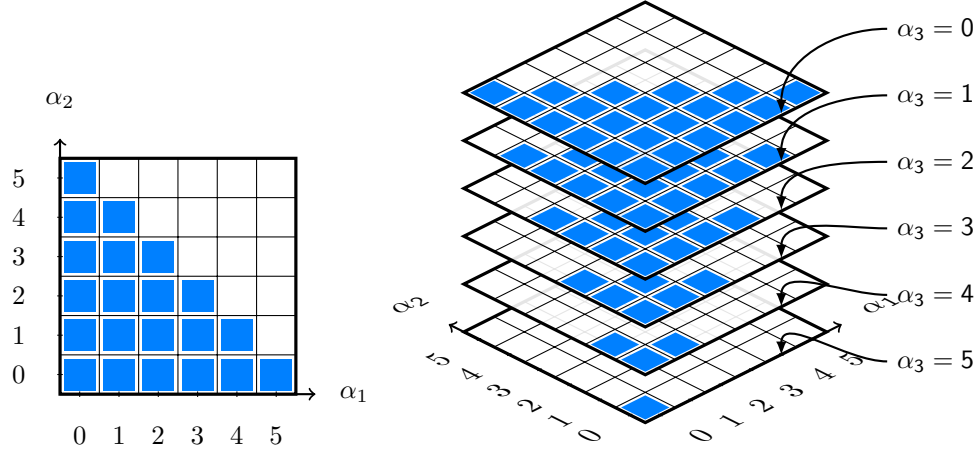 α₂
5
4
3
2
1
0
α₁
0 1 2 3 4 5
α₃ = 0
α₃ = 1
α₃ = 2
α₃ = 3
α₃ = 4
α₃ = 5
α₂
5 4 3 2 1 0
α₁
0 1 2 3 4 5